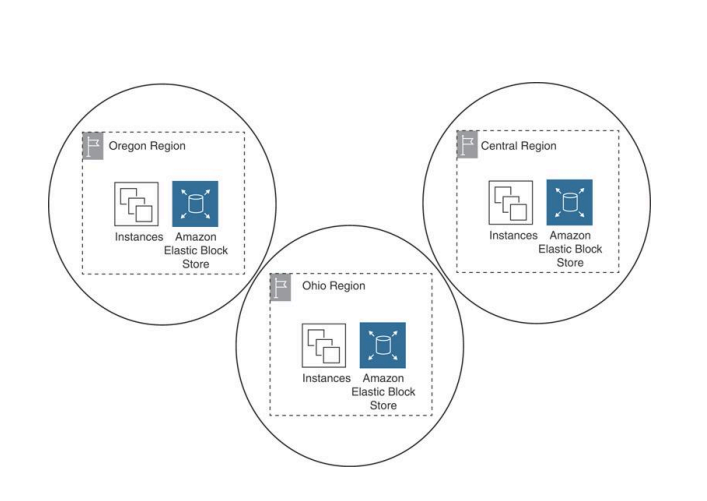 Oregon Region
Instances
Amazon
Elastic Block
Store
Central Region
Instances
Amazon
Elastic Block
Store
Ohio Region
Instances
Amazon
Elastic Block
Store